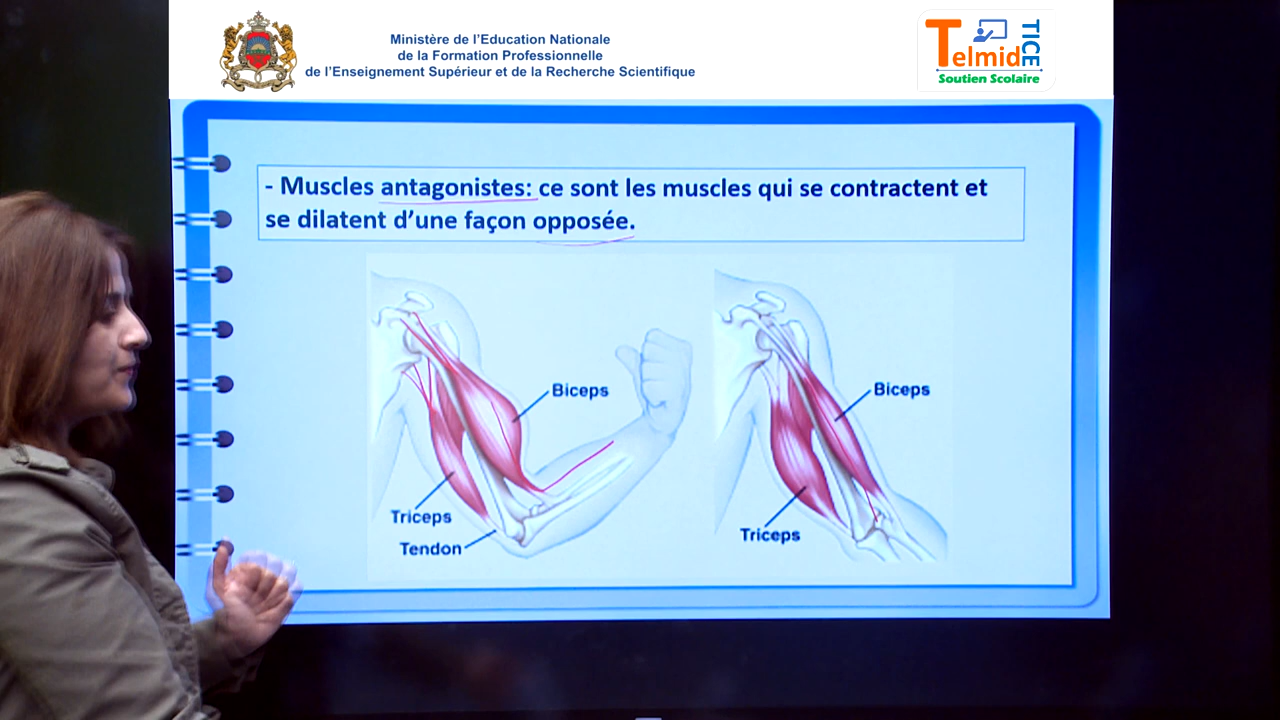 Ministère de l'Education Nationale
de la Formation Professionnelle
de l'Enseignement Supérieur et de la Recherche Scientifique
Telmid TICE
Soutien Scolaire
- Muscles antagonistes: ce sont les muscles qui se contractent et
se dilatent d'une façon opposée.
Biceps
Triceps
Tendon
Biceps
Triceps